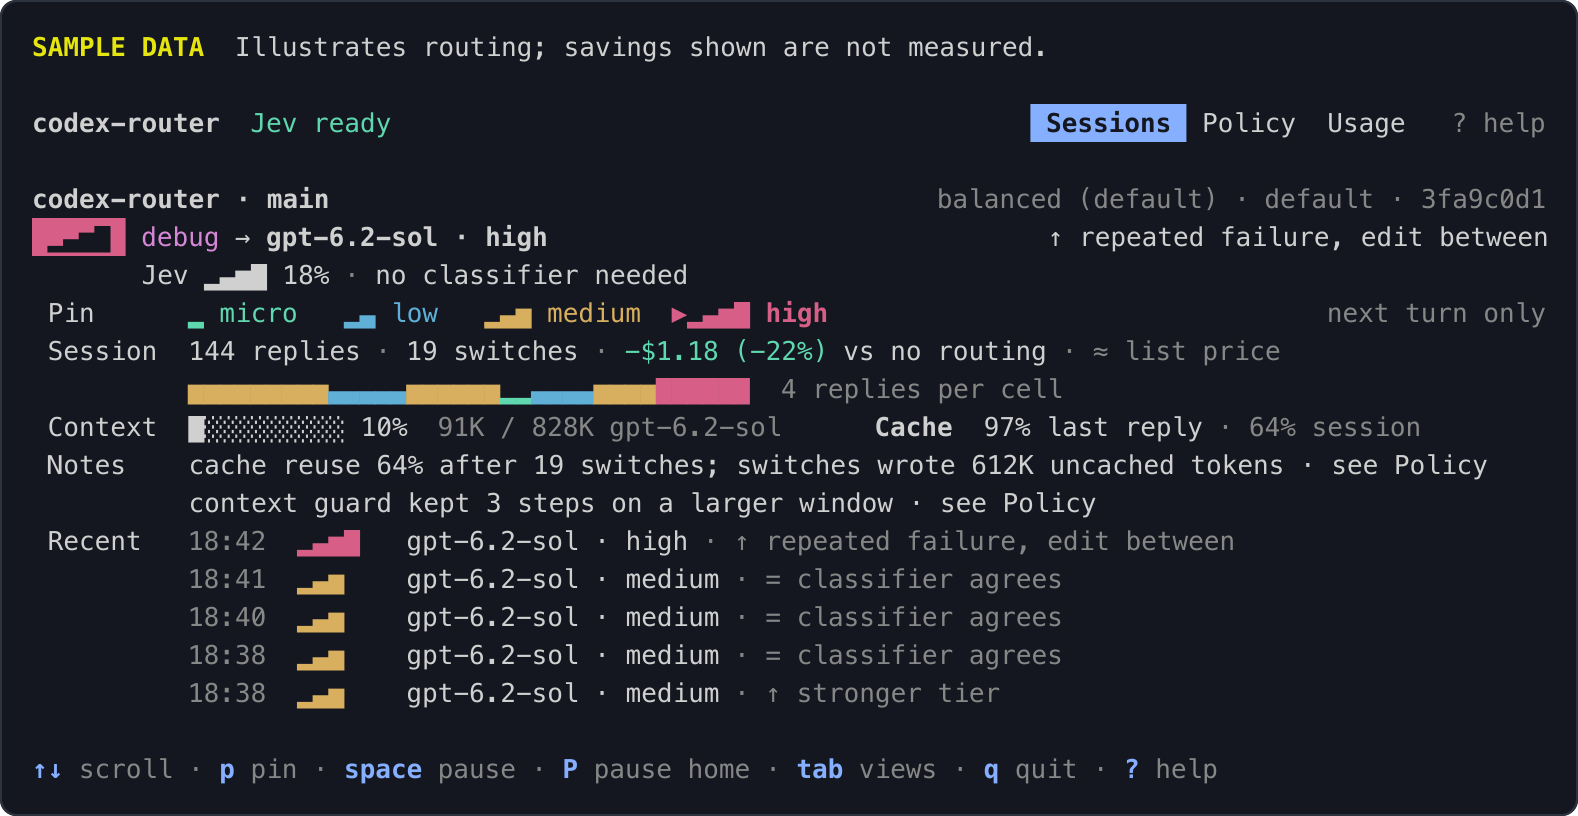 SAMPLE DATA  Illustrates routing; savings shown are not measured.
codex-router  Jev ready  Sessions  Policy  Usage  ? help
codex-router · main  balanced (default) · default · 3fa9c0d1
debug → gpt-6.2-sol · high  ↑ repeated failure, edit between
Jev 18% · no classifier needed
Pin  micro  low  medium  ▶ high  next turn only
Session  144 replies · 19 switches · -$1.18 (-22%) vs no routing · ≈ list price
4 replies per cell
Context  10%  91K / 828K gpt-6.2-sol  Cache  97% last reply · 64% session
Notes  cache reuse 64% after 19 switches; switches wrote 612K uncached tokens · see Policy
context guard kept 3 steps on a larger window · see Policy
Recent  18:42  gpt-6.2-sol · high · ↑ repeated failure, edit between
18:41  gpt-6.2-sol · medium · = classifier agrees
18:40  gpt-6.2-sol · medium · = classifier agrees
18:38  gpt-6.2-sol · medium · = classifier agrees
18:38  gpt-6.2-sol · medium · ↑ stronger tier
↑↓ scroll · p pin · space pause · P pause home · tab views · q quit · ? help